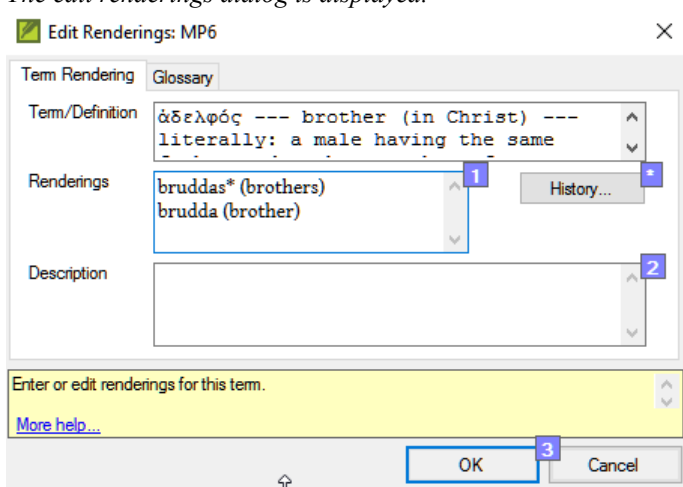 The edit renderings dialog is displayed.
Edit Renderings: MP6
Term Rendering Glossary
Term/Definition
ἀδελφός --- brother (in Christ) ---
literally: a male having the same
Renderings
bruddas* (brothers)
brudda (brother)
1
History...
*
Description
2
Enter or edit renderings for this term.
More help...
OK
3
Cancel